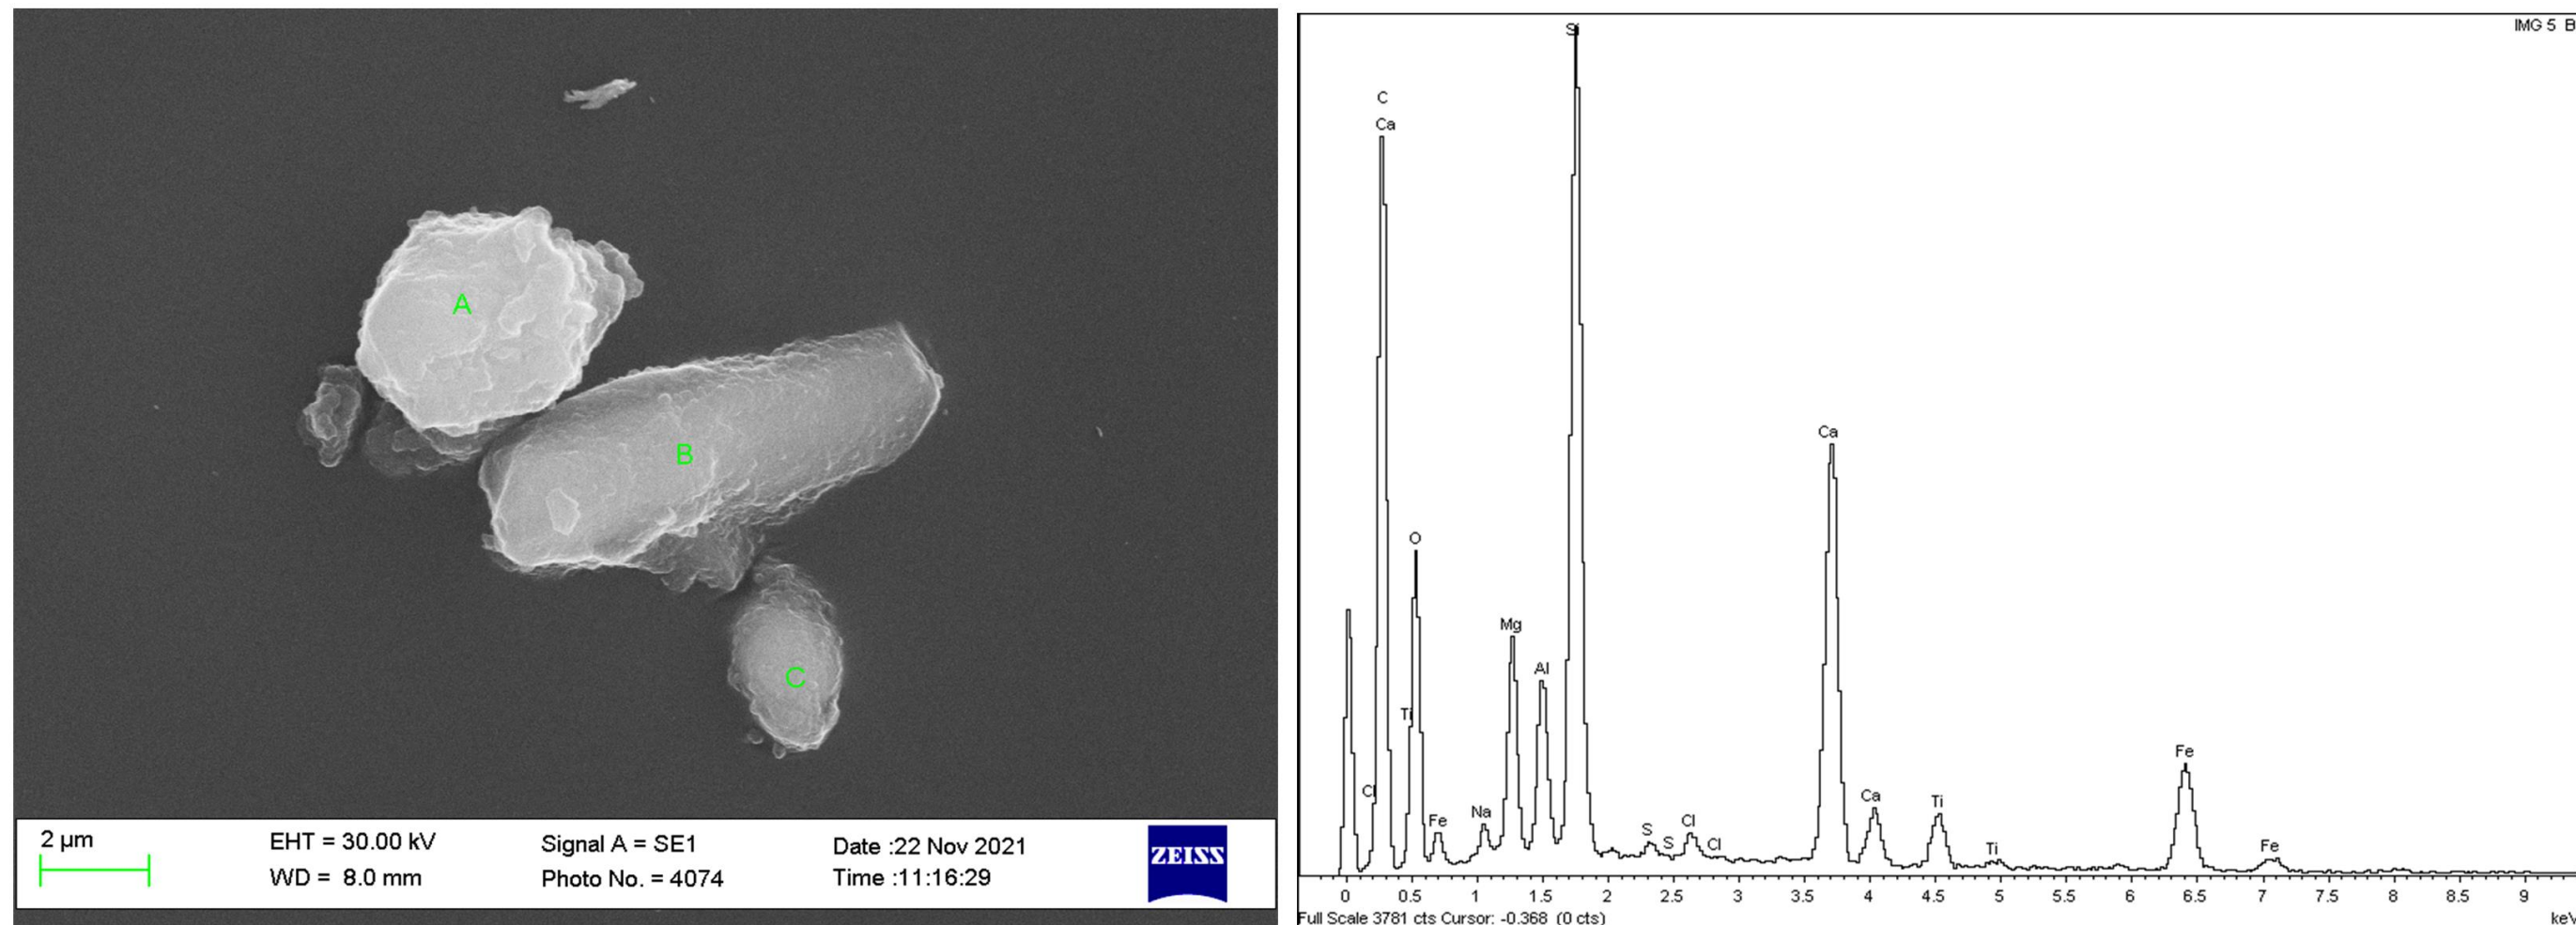 A
B
C
2 µm
EHT = 30.00 kV
Signal A = SE1
Date :22 Nov 2021
ZEISS
WD = 8.0 mm
Photo No. = 4074
Time :11:16:29
IMG 5 B
Si
C
Ca
Ca
O
Mg
Al
Ti
Fe
Cl
Ca
Ti
Na
Fe
Cl
S
S
Cl
Ti
Fe
0 0.5 1 1.5 2 2.5 3 3.5 4 4.5 5 5.5 6 6.5 7 7.5 8 8.5 9
Full Scale 3781 cts Cursor: -0.368 (0 cts)
keV